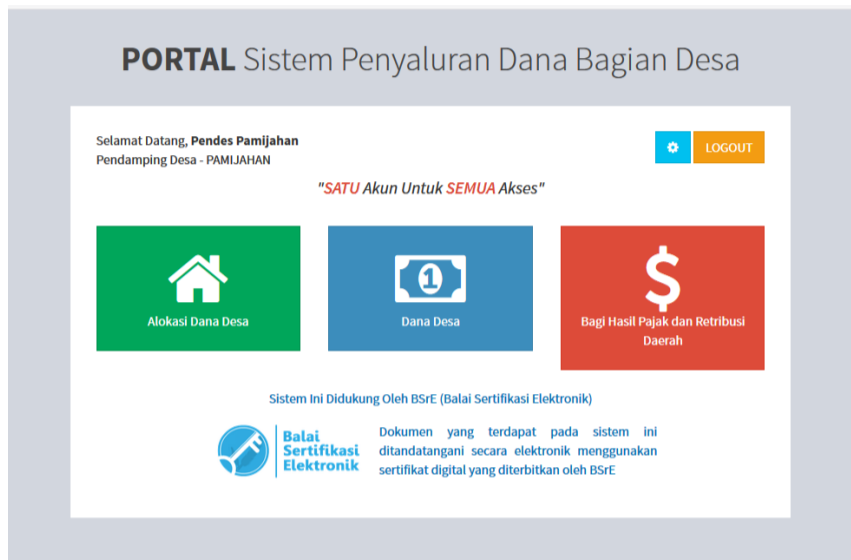 PORTAL Sistem Penyaluran Dana Bagian Desa
Selamat Datang, Pendes Pamijahan
Pendamping Desa - PAMIJAHAN
LOGOUT
"SATU Akun Untuk SEMUA Akses"
1
Alokasi Dana Desa
Dana Desa
$
Bagi Hasil Pajak dan Retribusi
Daerah
Sistem Ini Didukung Oleh BSrE (Balai Sertifikasi Elektronik)
Balai
Sertifikasi
Elektronik
Dokumen yang terdapat pada sistem ini
ditandatangani secara elektronik menggunakan
sertifikat digital yang diterbitkan oleh BSrE